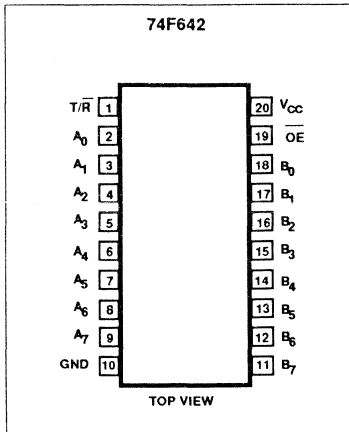 74F642
T/R̅ 1 20 VCC
A0 2 19 O̅E̅
A1 3 18 B0
A2 4 17 B1
A3 5 16 B2
A4 6 15 B3
A5 7 14 B4
A6 8 13 B5
A7 9 12 B6
GND 10 11 B7
TOP VIEW